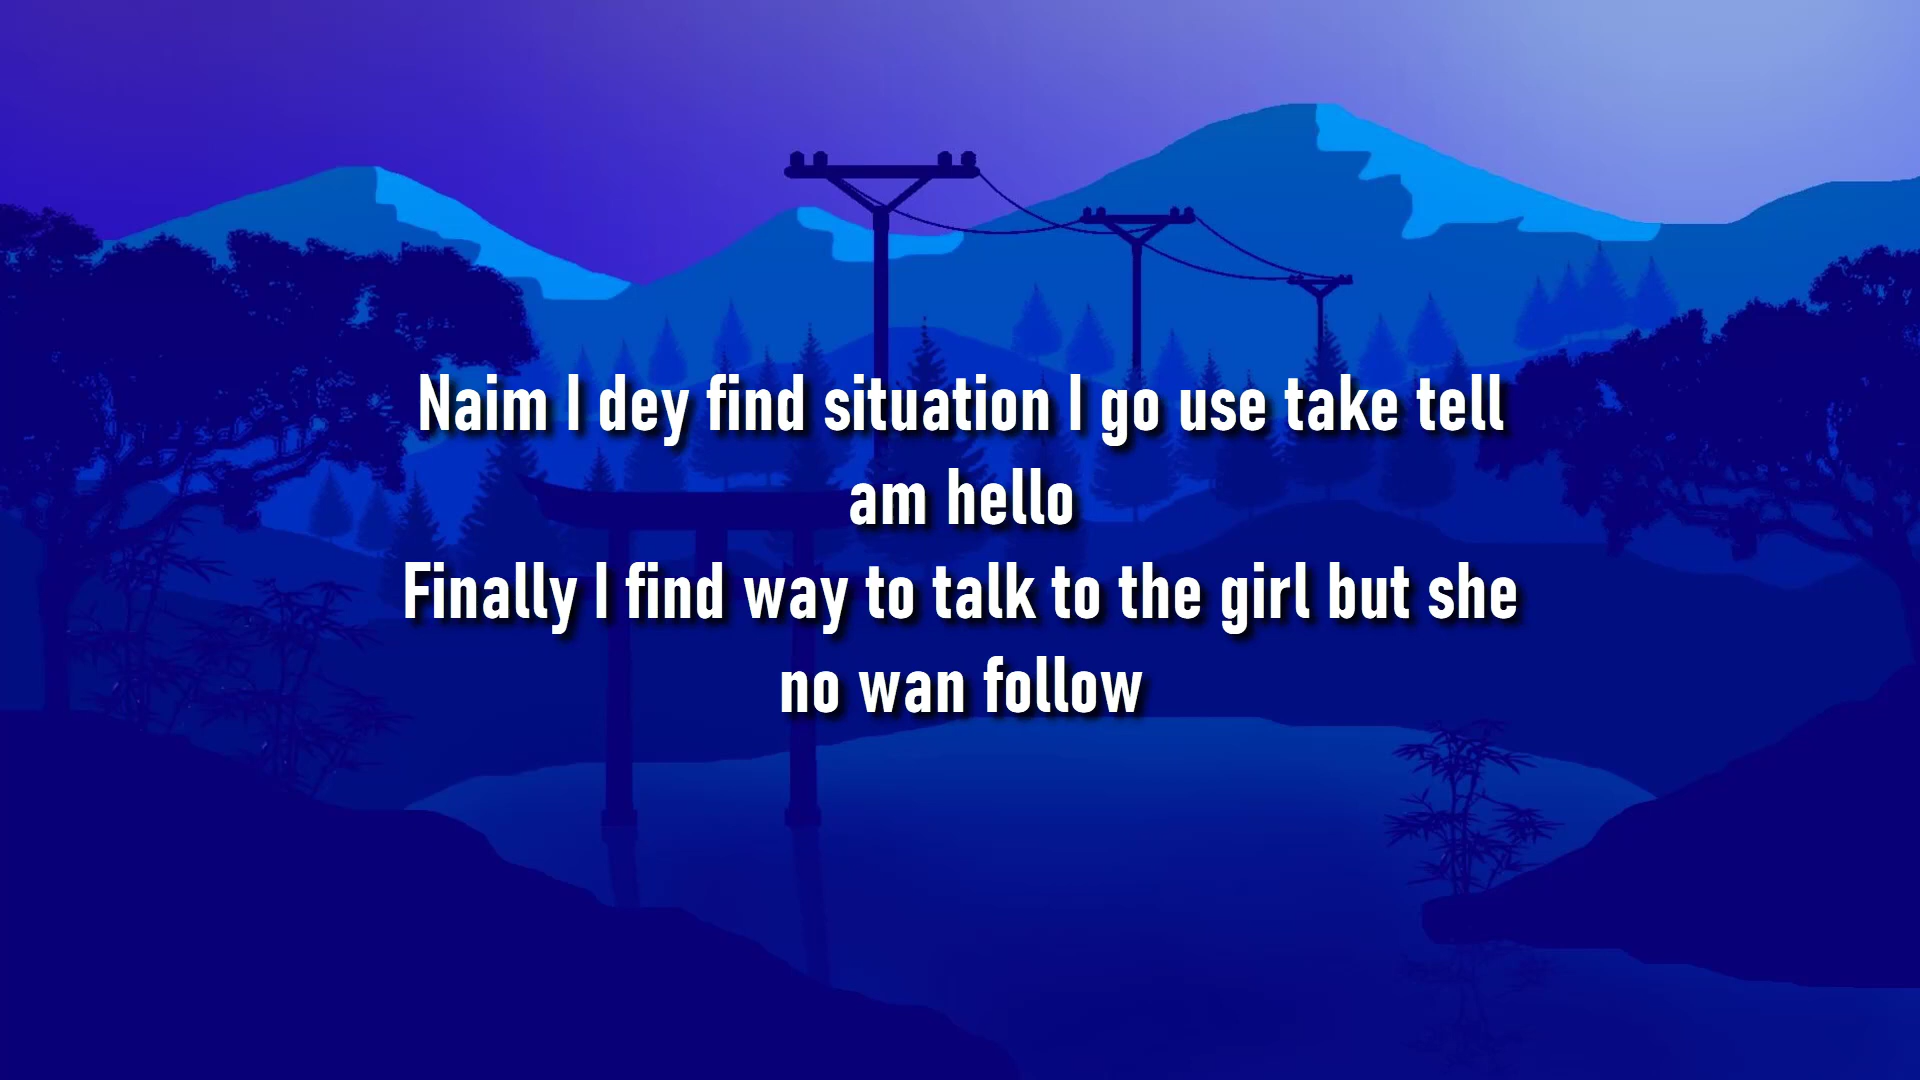 Naim I dey find situation I go use take tell
am hello
Finally I find way to talk to the girl but she
no wan follow